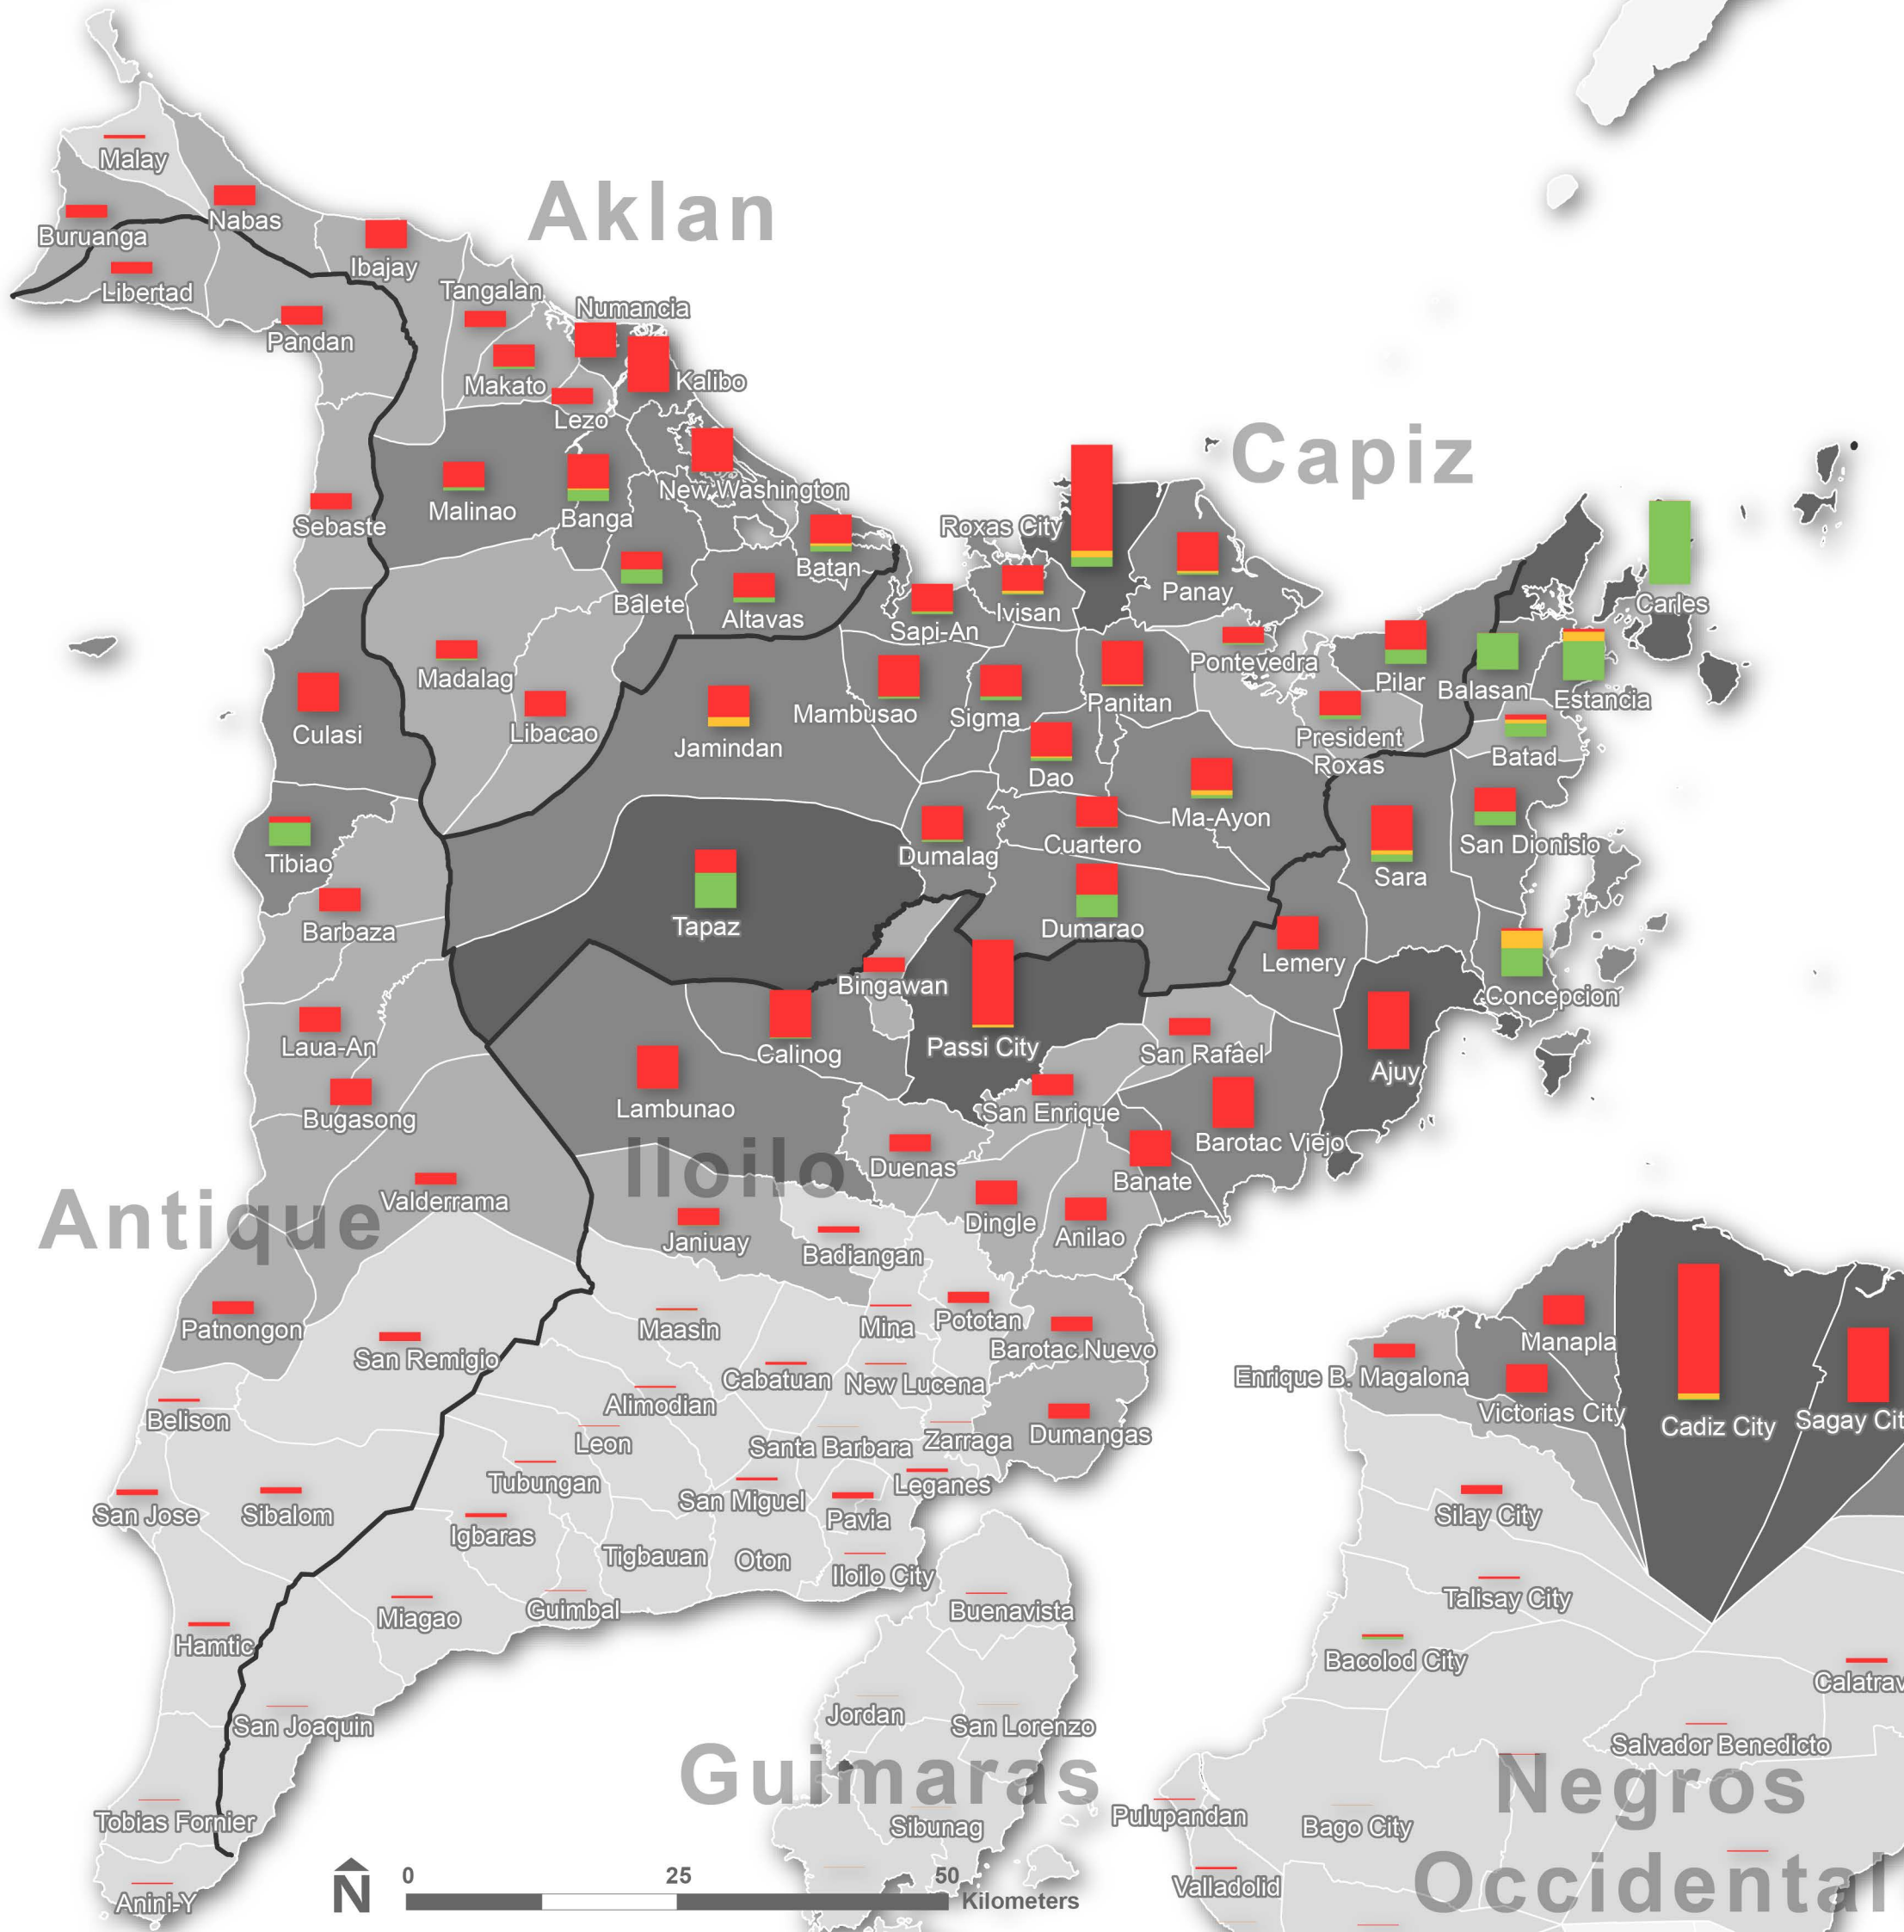 Malay
Aklan
Nabas
Buruanga
Ibajay
Libertad
Tangalan
Numancia
Pandan
Makato
Kalibo
Lezo
Capiz
New Washington
Malinao
Banga
Sebaste
Roxas City
Batan
Panay
Balete
Altavas
Ivisan
Carles
Sapi-An
Pontevedra
Madalag
Pilar
Balasan
Estancia
Panitan
Mambusao
Sigma
Libacao
Culasi
Jamindan
President
Roxas
Batad
Dao
Ma-Ayon
Cuartero
San Dionisio
Dumalag
Tibiao
Sara
Tapaz
Dumarao
Barbaza
Lemery
Bingawan
Concepcion
Laua-An
Calinog
Passi City
San Rafael
Ajuy
Lambunao
San Enrique
Bugasong
Barotac Viejo
Iloilo
Duenas
Banate
Valderrama
Antique
Dingle
Anilao
Janiuay
Badiangan
Patnongon
Maasin
Mina
Pototan
Manapla
Barotac Nuevo
San Remigio
Enrique B. Magalona
Cabatuan
New Lucena
Alimodian
Victorias City
Belison
Cadiz City
Sagay Cit
Leon
Santa Barbara
Zarraga
Dumangas
Tubungan
Leganes
San Miguel
San Jose
Sibalom
Pavia
Silay City
Igbaras
Tigbauan
Oton
Iloilo City
Talisay City
Guimbal
Buenavista
Miagao
Hamtic
Bacolod City
Calatrav
Jordan
San Lorenzo
San Joaquin
Salvador Benedicto
Guimaras
Negros
Occidental
Pulupandan
Tobias Fornier
Sibunag
Bago City
Valladolid
Anini-Y
N
0 25 50
Kilometers